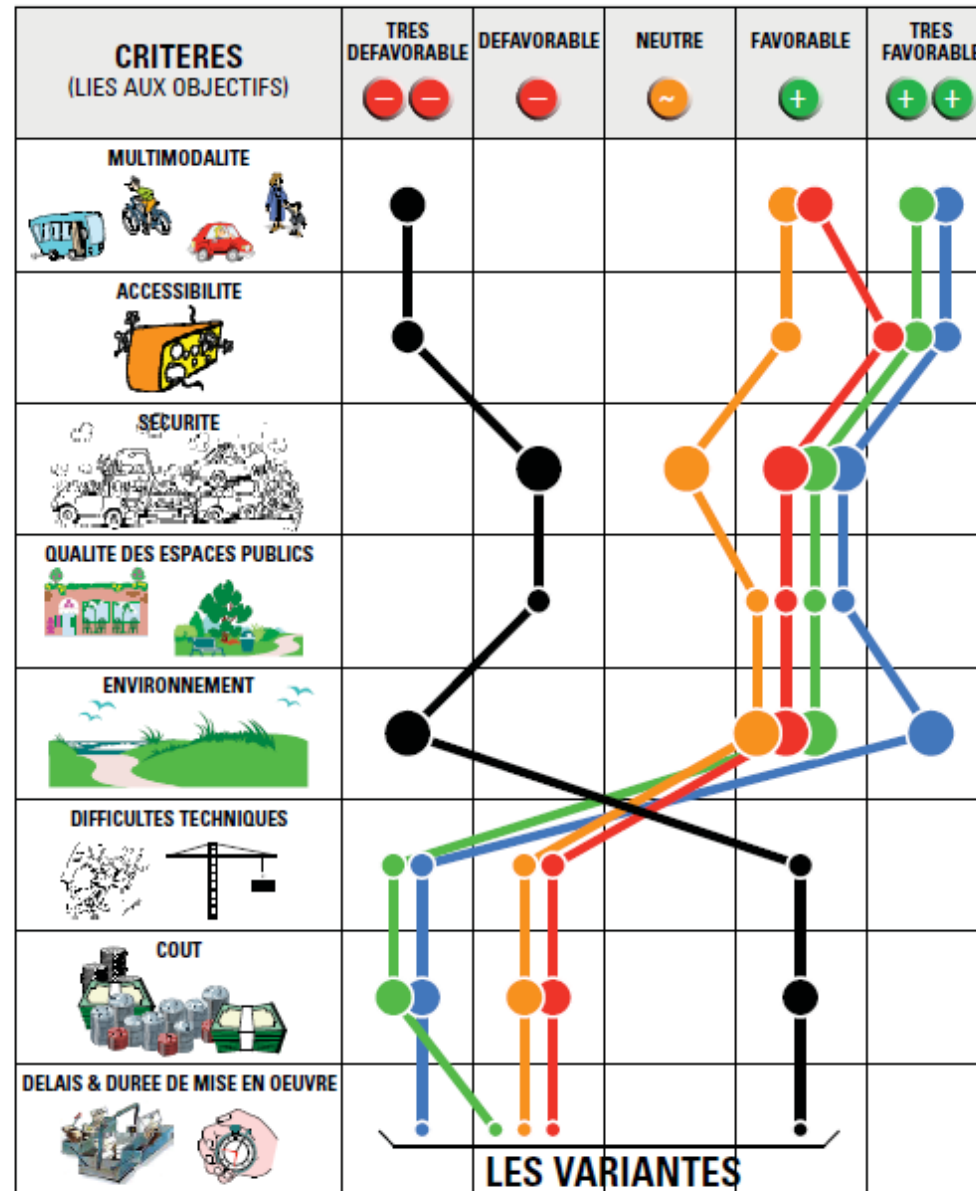 CRITERES
(LIES AUX OBJECTIFS)
TRES
DEFAVORABLE
DEFAVORABLE
NEUTRE
FAVORABLE
TRES
FAVORABLE
− −
−
~
+
+ +
MULTIMODALITE
ACCESSIBILITE
SECURITE
QUALITE DES ESPACES PUBLICS
ENVIRONNEMENT
DIFFICULTES TECHNIQUES
COUT
DELAIS & DUREE DE MISE EN OEUVRE
LES VARIANTES